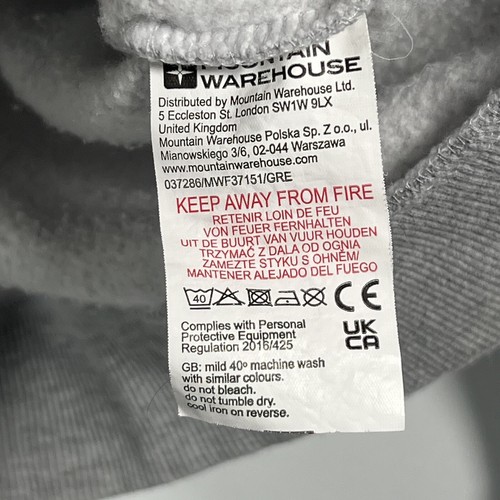 MOUNTAIN
WAREHOUSE
Distributed by Mountain Warehouse Ltd.
5 Eccleston St. London SW1W 9LX
United Kingdom
Mountain Warehouse Polska Sp. Z o.o., ul.
Mianowskiego 3/6, 02-044 Warszawa
www.mountainwarehouse.com
037286/MWF37151/GRE
KEEP AWAY FROM FIRE
RETENIR LOIN DE FEU
VON FEUER FERNHALTEN
UIT DE BUURT VAN VUUR HOUDEN
TRZYMAĆ Z DALA OD OGNIA
ZAMEZTE STYKU S OHNĚM/
MANTENER ALEJADO DEL FUEGO
40
CE
Complies with Personal
Protective Equipment
Regulation 2016/425
UK
CA
GB: mild 40º machine wash
with similar colours.
do not bleach.
do not tumble dry.
cool iron on reverse.